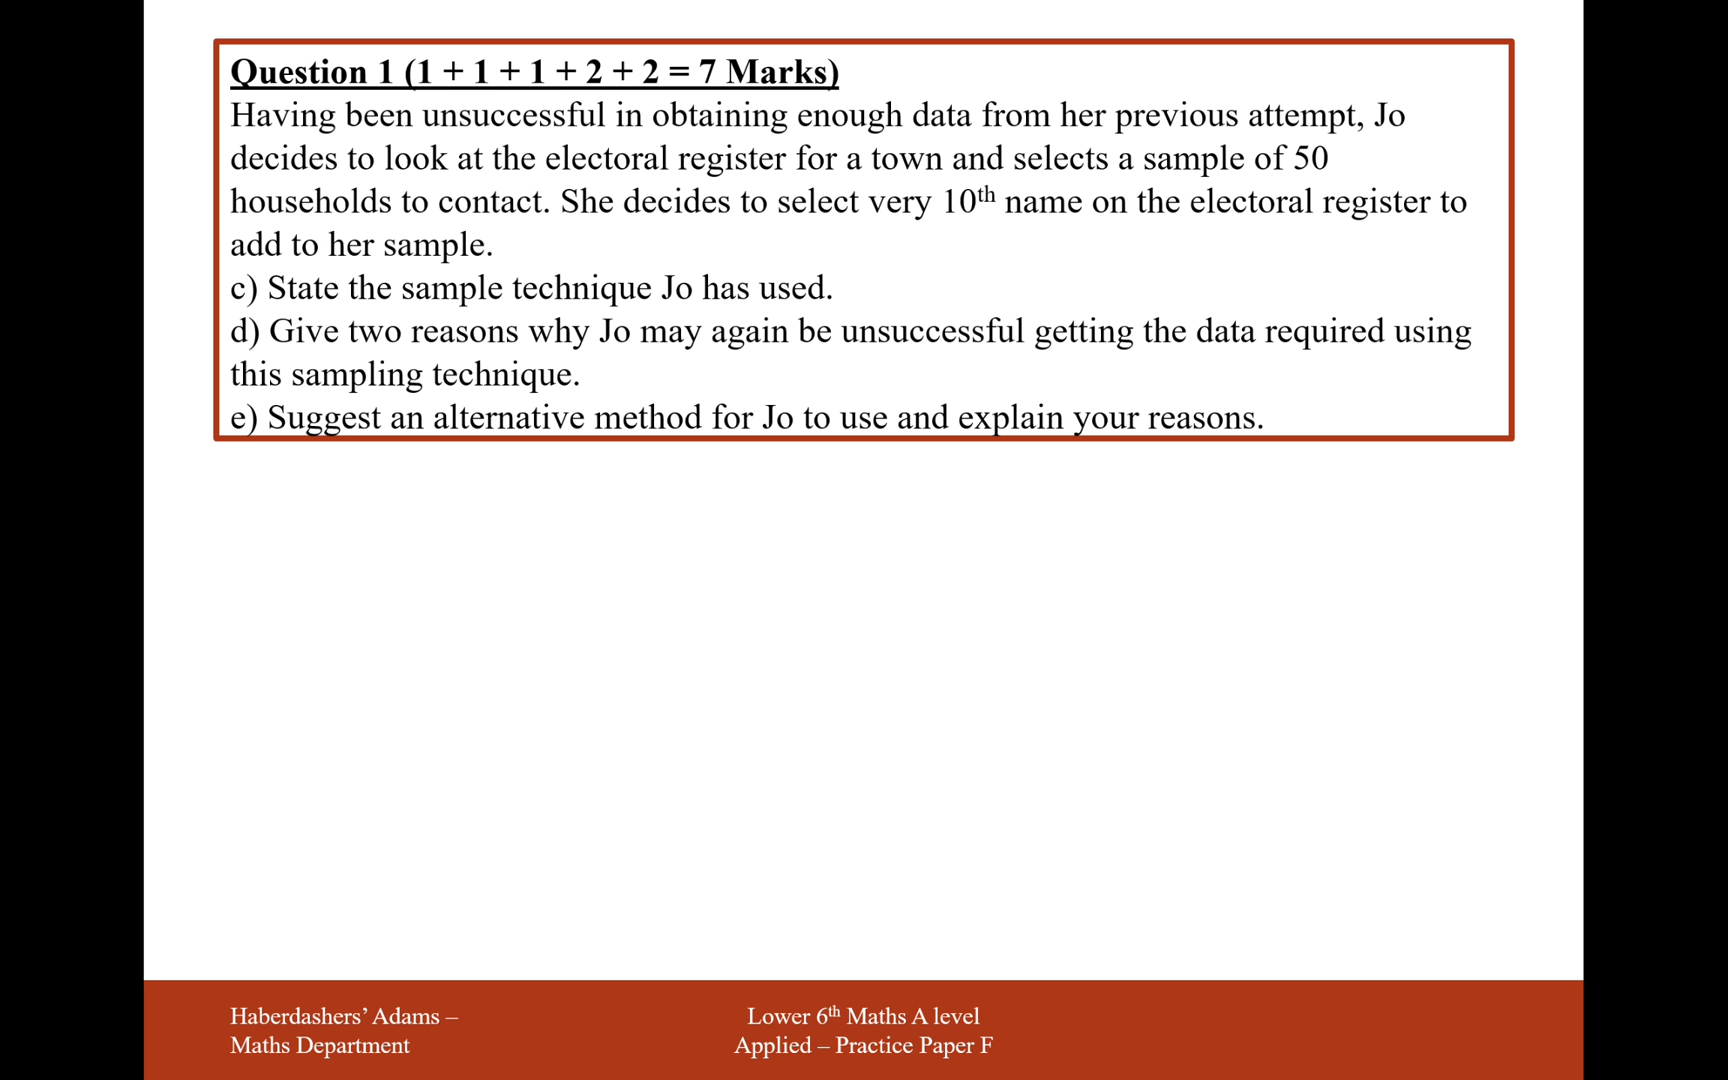 Question 1 (1 + 1 + 1 + 2 + 2 = 7 Marks)
Having been unsuccessful in obtaining enough data from her previous attempt, Jo
decides to look at the electoral register for a town and selects a sample of 50
households to contact. She decides to select very 10th name on the electoral register to
add to her sample.
c) State the sample technique Jo has used.
d) Give two reasons why Jo may again be unsuccessful getting the data required using
this sampling technique.
e) Suggest an alternative method for Jo to use and explain your reasons.
Haberdashers’ Adams –
Maths Department
Lower 6th Maths A level
Applied – Practice Paper F